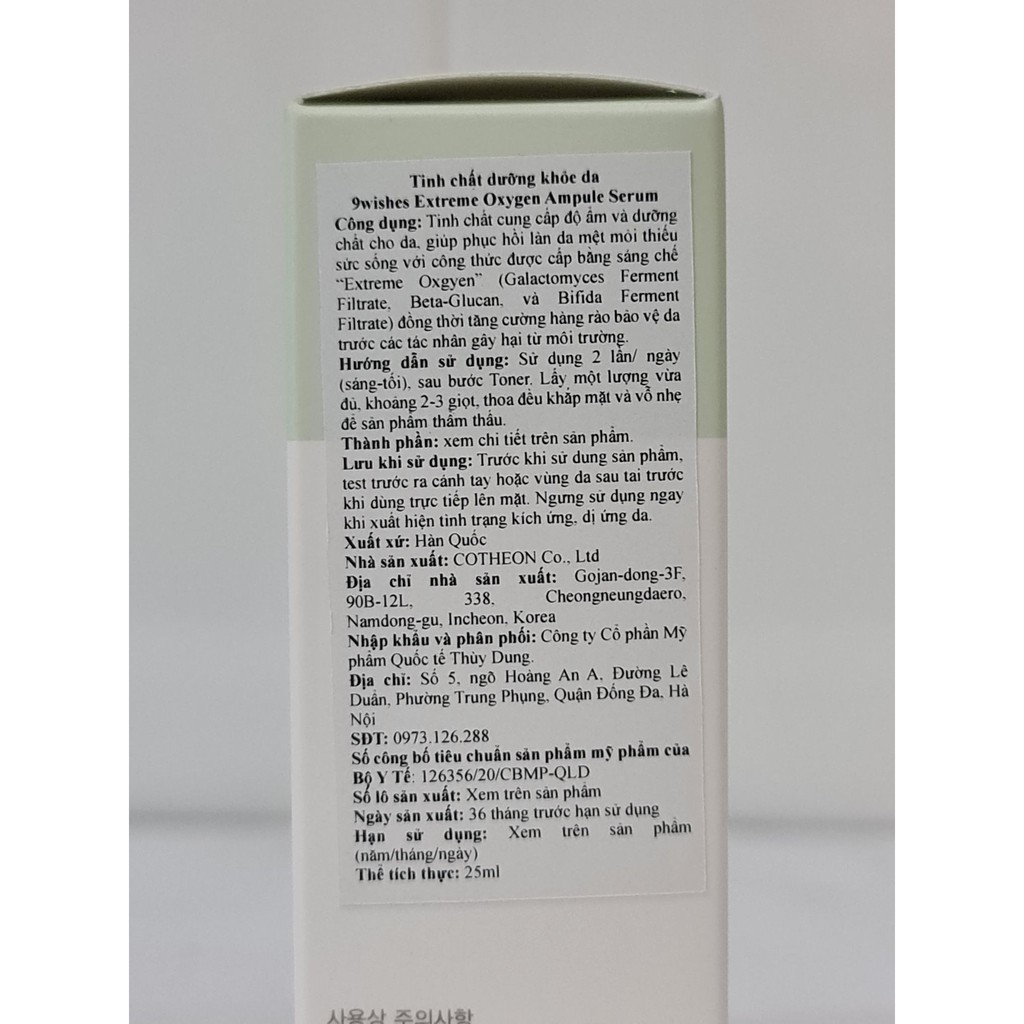 Tinh chất dưỡng khỏe da
9wishes Extreme Oxygen Ampule Serum
Công dụng: Tinh chất cung cấp độ ẩm và dưỡng
chất cho da, giúp phục hồi làn da mệt mỏi thiếu
sức sống với công thức được cấp bằng sáng chế
“Extreme Oxgyen” (Galactomyces Ferment
Filtrate, Beta-Glucan, và Bifida Ferment
Filtrate) đồng thời tăng cường hàng rào bảo vệ da
trước các tác nhân gây hại từ môi trường.
Hướng dẫn sử dụng: Sử dụng 2 lần/ ngày
(sáng-tối), sau bước Toner. Lấy một lượng vừa
đủ, khoảng 2-3 giọt, thoa đều khắp mặt và vỗ nhẹ
để sản phẩm thẩm thấu.
Thành phần: xem chi tiết trên sản phẩm.
Lưu khi sử dụng: Trước khi sử dung sản phẩm,
test trước ra cánh tay hoặc vùng da sau tai trước
khi dùng trực tiếp lên mặt. Ngưng sử dụng ngay
khi xuất hiện tình trạng kích ứng, dị ứng da.
Xuất xứ: Hàn Quốc
Nhà sản xuất: COTHEON Co., Ltd
Địa chỉ nhà sản xuất: Gojan-dong-3F,
90B-12L, 338, Cheongneungdaero,
Namdong-gu, Incheon, Korea
Nhập khẩu và phân phối: Công ty Cổ phần Mỹ
phẩm Quốc tế Thùy Dung.
Địa chỉ: Số 5, ngõ Hoàng An A, Đường Lê
Duẩn, Phường Trung Phụng, Quận Đống Đa, Hà
Nội
SĐT: 0973.126.288
Số công bố tiêu chuẩn sản phẩm mỹ phẩm của
Bộ Y Tế: 126356/20/CBMP-QLD
Số lô sản xuất: Xem trên sản phẩm
Ngày sản xuất: 36 tháng trước hạn sử dụng
Hạn sử dụng: Xem trên sản phẩm
(năm/tháng/ngày)
Thể tích thực: 25ml
사용상 주의사항